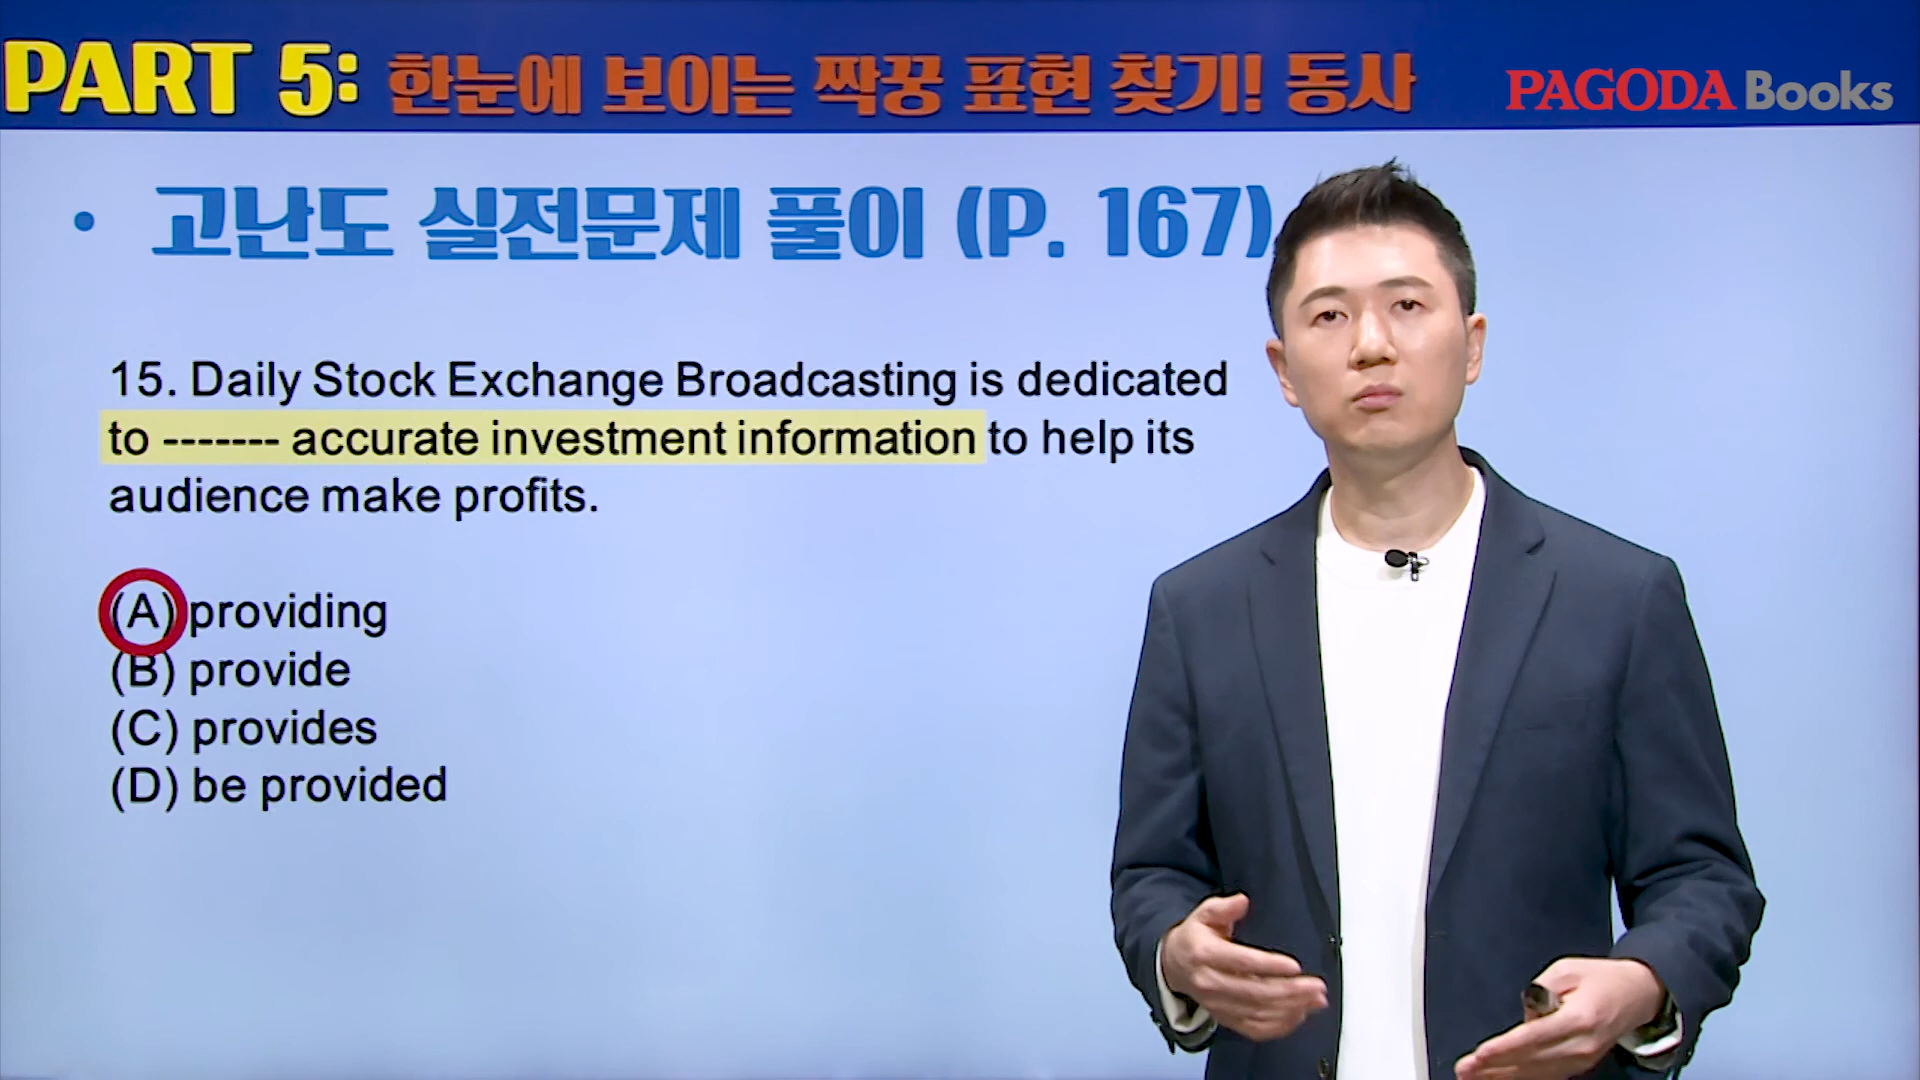 PART 5: 한눈에 보이는 짝꿍 표현 찾기! 동사
PAGODA Books
• 고난도 실전문제 풀이 (P. 167)
15. Daily Stock Exchange Broadcasting is dedicated
to ------- accurate investment information to help its
audience make profits.
(A) providing
(B) provide
(C) provides
(D) be provided